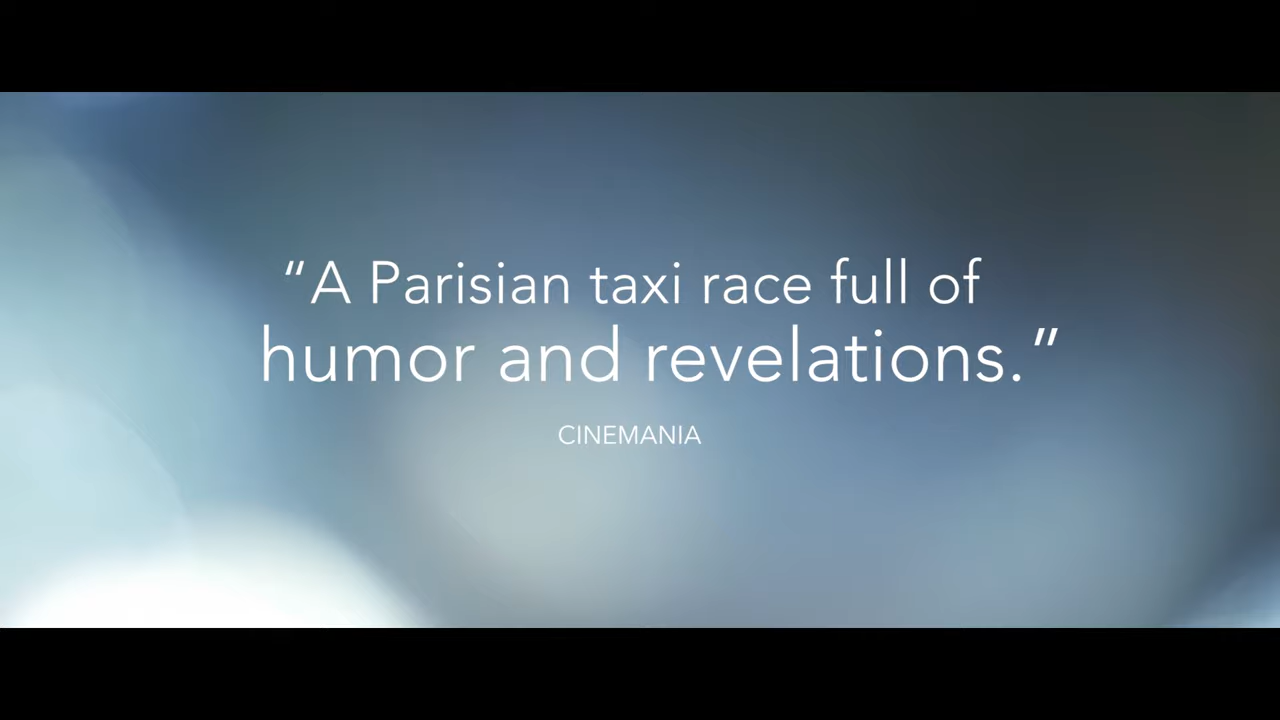 “A Parisian taxi race full of
humor and revelations.”
CINEMANIA